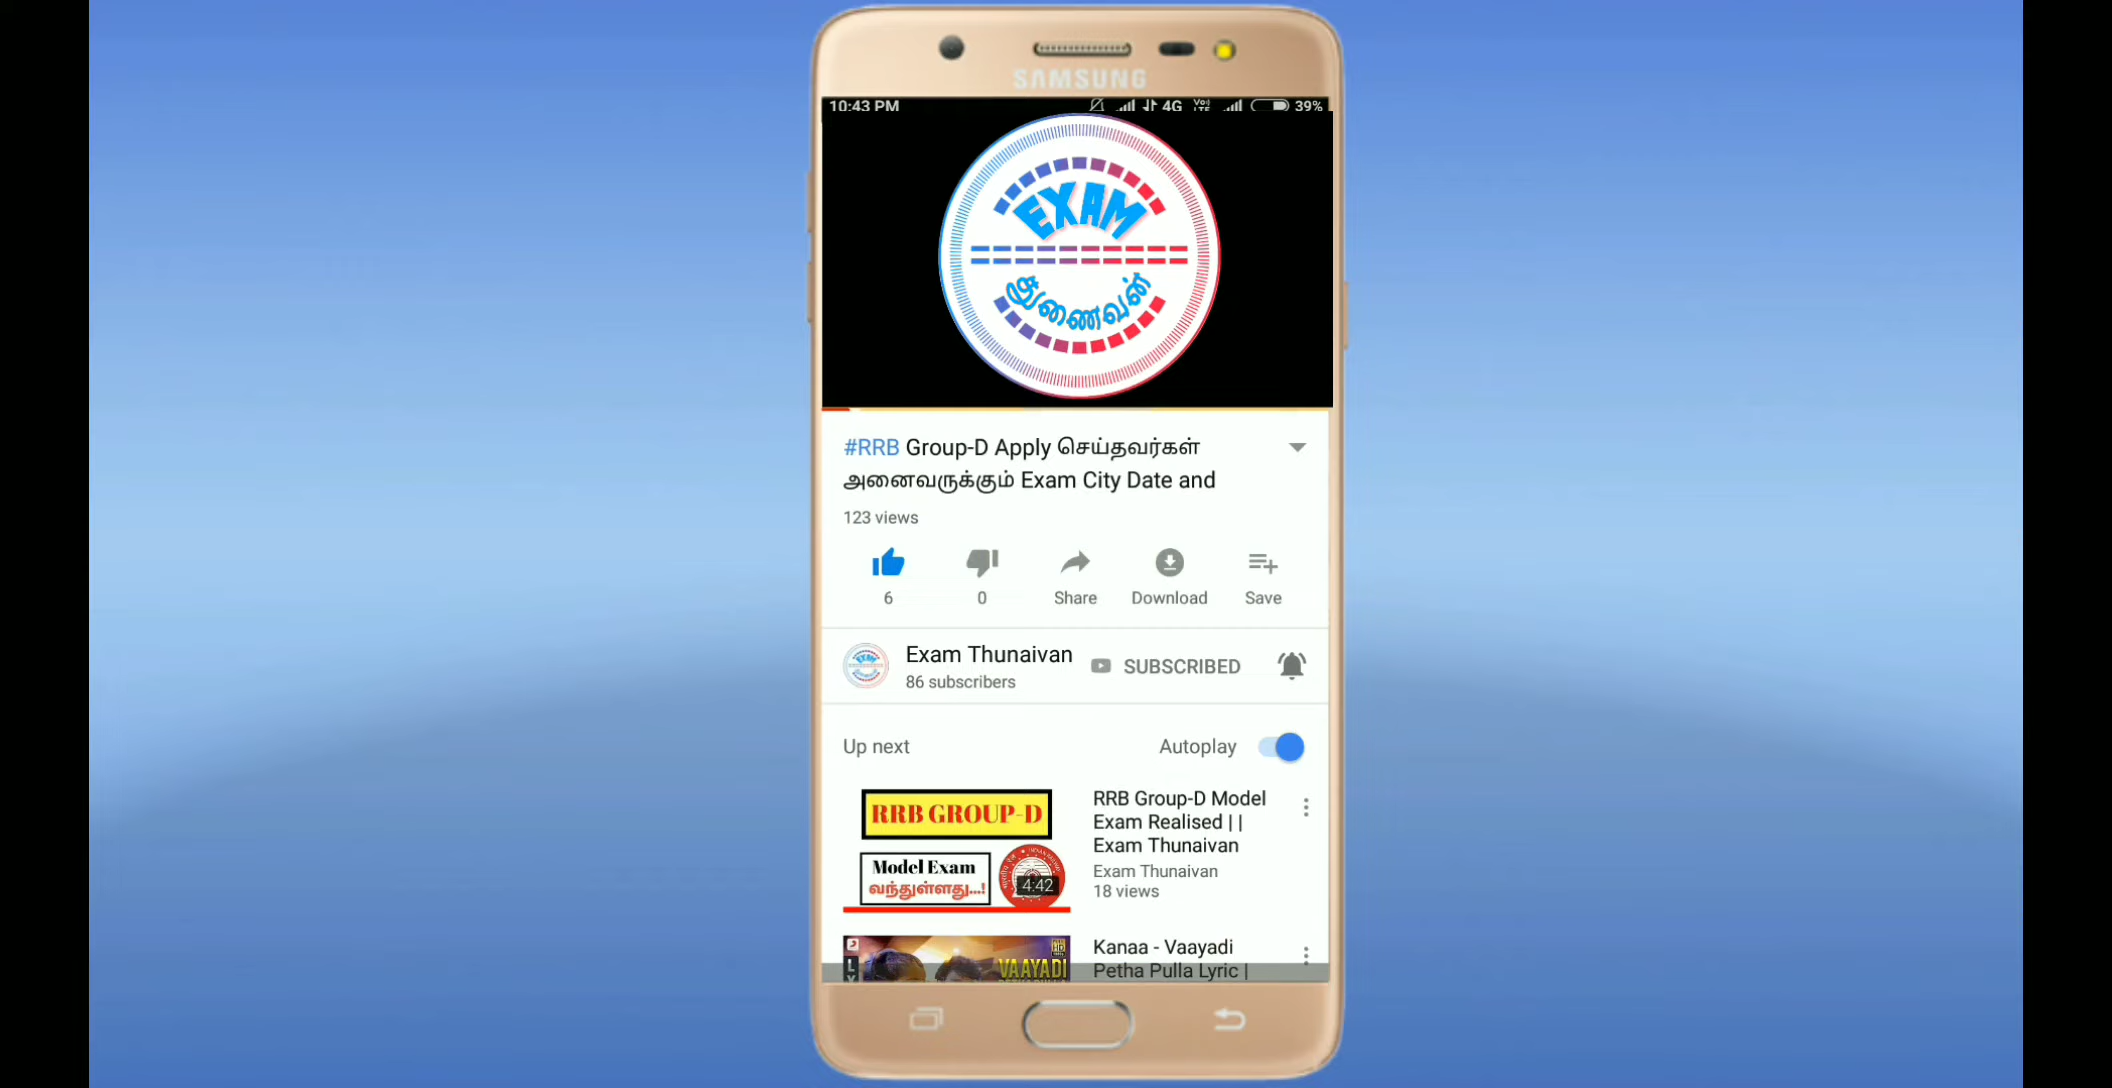 SAMSUNG
10:43 PM
4G
39%
EXAM
துணைவன்
#RRB Group-D Apply செய்தவர்கள்
அனைவருக்கும் Exam City Date and
123 views
6
0
Share
Download
Save
Exam Thunaivan
86 subscribers
SUBSCRIBED
Up next
Autoplay
RRB GROUP-D
Model Exam
வந்துள்ளது...!
4:42
RRB Group-D Model
Exam Realised ||
Exam Thunaivan
Exam Thunaivan
18 views
VAAYADI
Kanaa - Vaayadi
Petha Pulla Lyric |